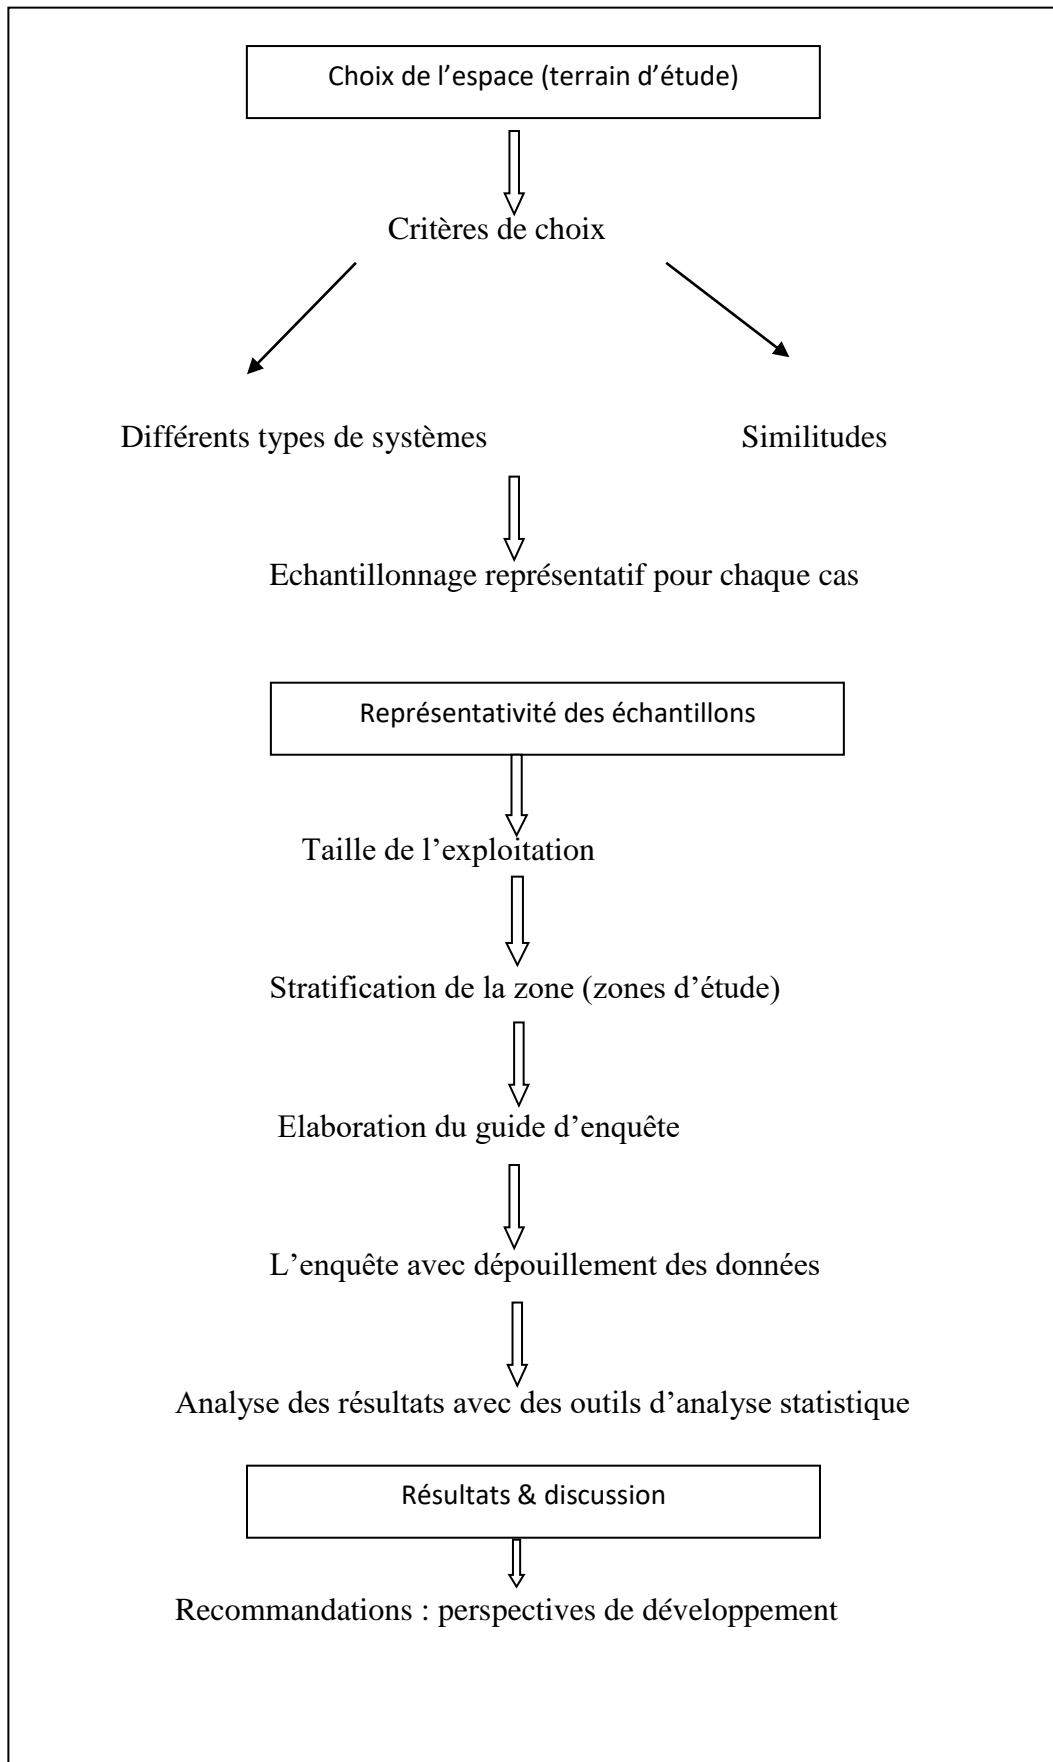 Choix de l’espace (terrain d’étude)
Critères de choix
Différents types de systèmes
Similitudes
Echantillonnage représentatif pour chaque cas
Représentativité des échantillons
Taille de l’exploitation
Stratification de la zone (zones d’étude)
Elaboration du guide d’enquête
L’enquête avec dépouillement des données
Analyse des résultats avec des outils d’analyse statistique
Résultats & discussion
Recommandations : perspectives de développement